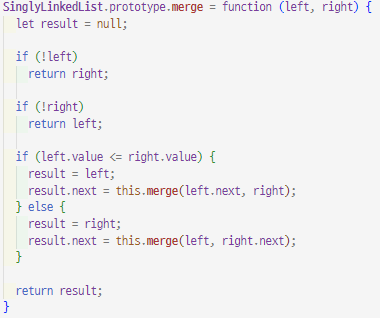 SinglyLinkedList.prototype.merge = function (left, right) {
  let result = null;

  if (!left)
    return right;

  if (!right)
    return left;

  if (left.value <= right.value) {
    result = left;
    result.next = this.merge(left.next, right);
  } else {
    result = right;
    result.next = this.merge(left, right.next);
  }

  return result;
}